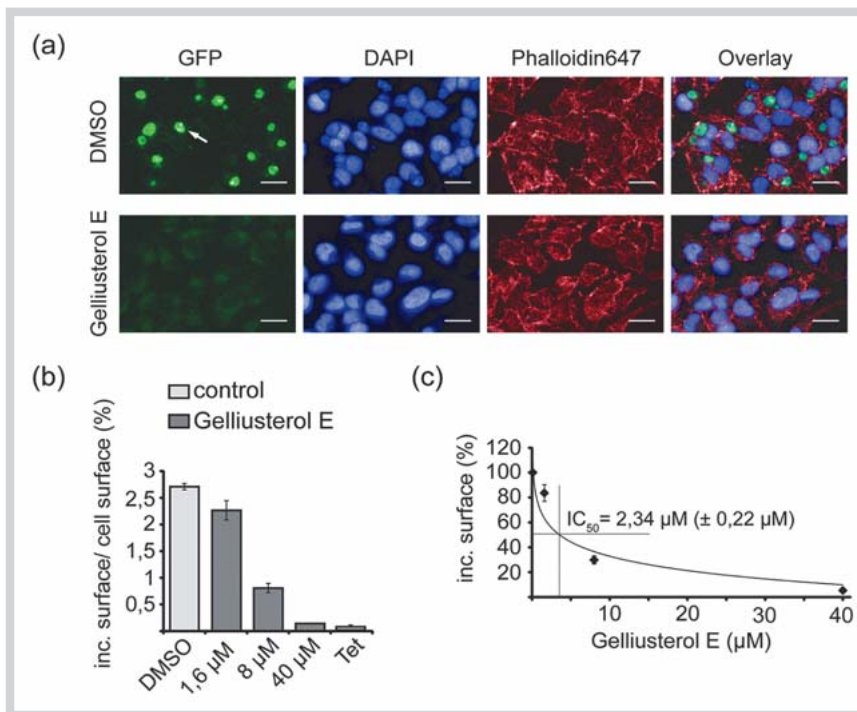 (a)
GFP DAPI Phalloidin647 Overlay
DMSO
Gelliusterol E
(b)
control
Gelliusterol E
inc. surface/ cell surface (%)
3
2,5
2
1,5
1
0,5
DMSO 1,6 µM 8 µM 40 µM Tet
(c)
inc. surface (%)
120
100
80
60
40
20
IC50= 2,34 µM (± 0,22 µM)
0 10 20 30 40
Gelliusterol E (µM)